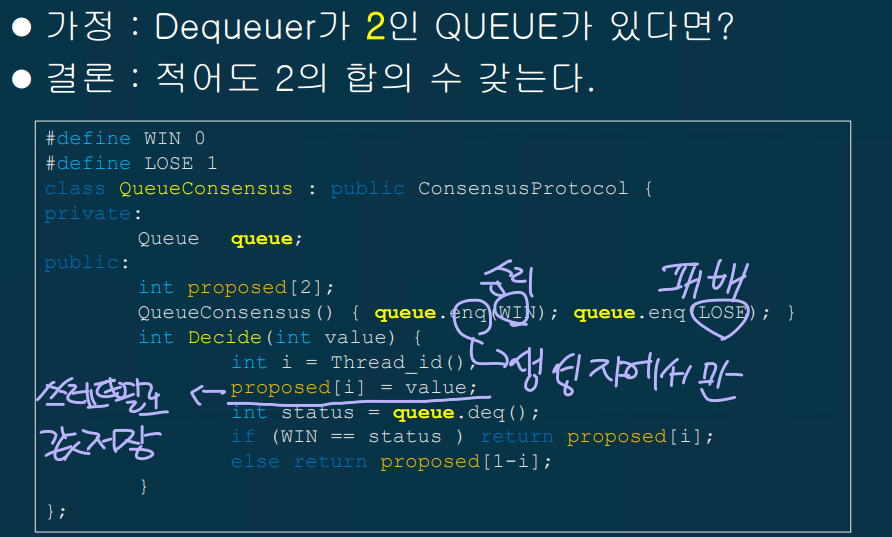 ● 가정 : Dequeuer가 2인 QUEUE가 있다면?
● 결론 : 적어도 2의 합의 수 갖는다.
#define WIN 0
#define LOSE 1
class QueueConsensus : public ConsensusProtocol {
private:
Queue queue;
public:
승리 패배
int proposed[2];
QueueConsensus() { queue.enq(WIN); queue.enq(LOSE); }
int Decide(int value) {
int i = Thread_id();
생성자에서만
proposed[i] = value;
쓰레드별로
값 저장
int status = queue.deq();
if (WIN == status ) return proposed[i];
else return proposed[1-i];
}
};